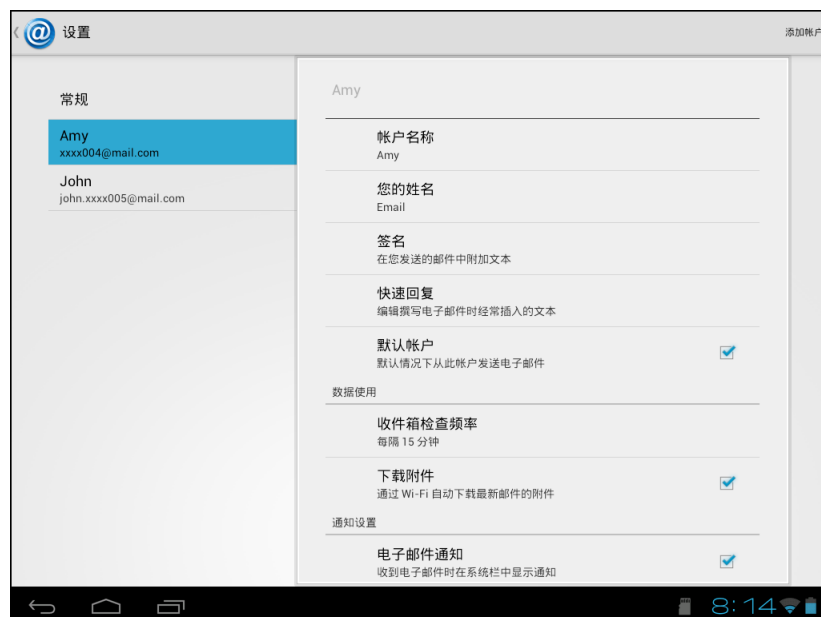 设置
添加帐户
常规
Amy
xxxx004@mail.com
John
john.xxxx005@mail.com
Amy
帐户名称
Amy
您的姓名
Email
签名
在您发送的邮件中附加文本
快速回复
编辑撰写电子邮件时经常插入的文本
默认帐户
默认情况下从此帐户发送电子邮件
数据使用
收件箱检查频率
每隔 15 分钟
下载附件
通过 Wi-Fi 自动下载最新邮件的附件
通知设置
电子邮件通知
收到电子邮件时在系统栏中显示通知
8:14